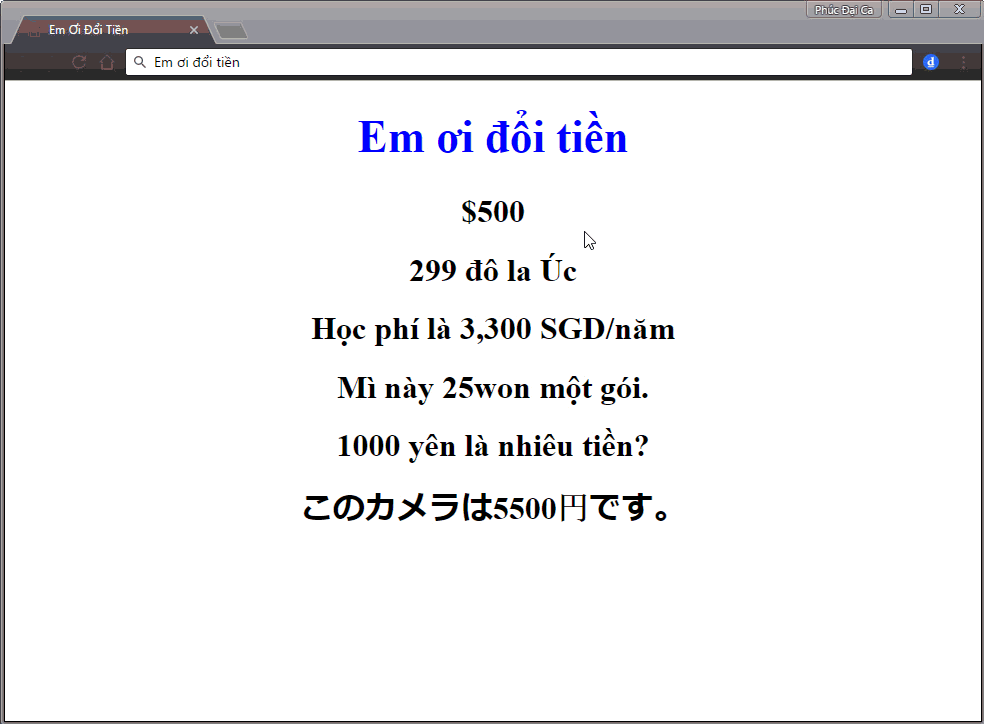 Phúc Đại Ca
Em Ơi Đổi Tiền
Em ơi đổi tiền
đ
Em ơi đổi tiền
$500
299 đô la Úc
Học phí là 3,300 SGD/năm
Mì này 25won một gói.
1000 yên là nhiêu tiền?
このカメラは5500円です。